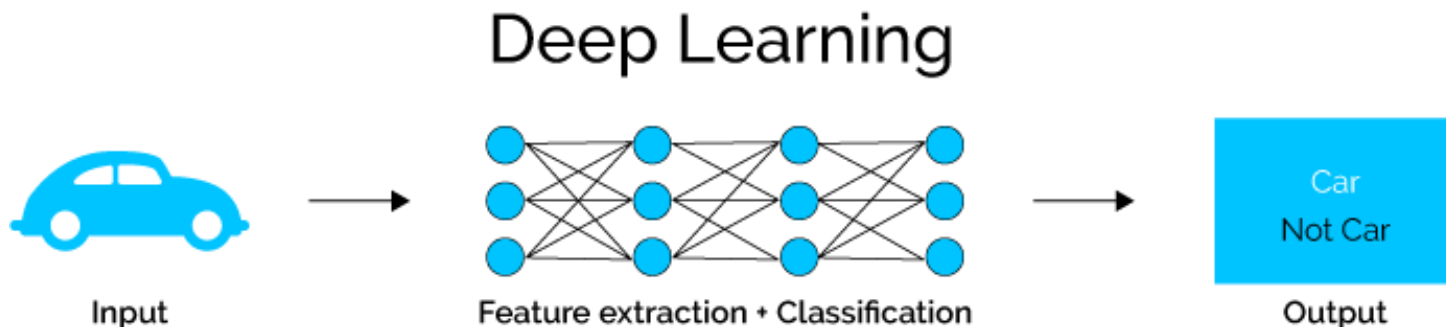 Deep Learning
Car
Not Car
Input
Feature extraction + Classification
Output